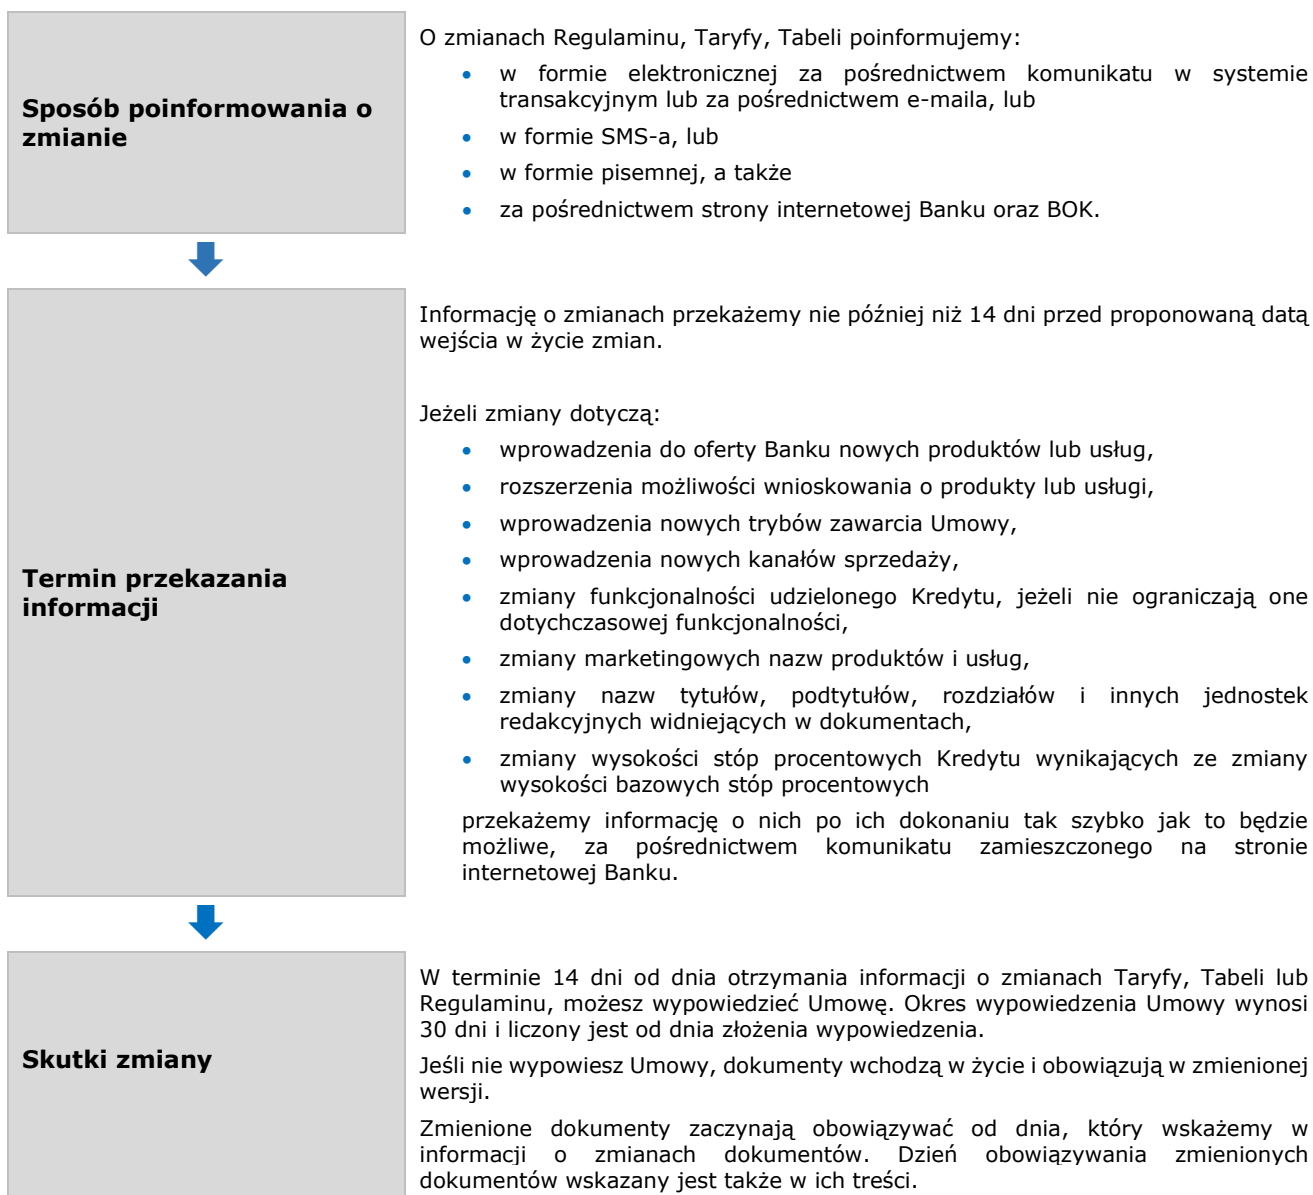 Sposób poinformowania o
zmianie
O zmianach Regulaminu, Taryfy, Tabeli poinformujemy:
• w formie elektronicznej za pośrednictwem komunikatu w systemie
transakcyjnym lub za pośrednictwem e-maila, lub
• w formie SMS-a, lub
• w formie pisemnej, a także
• za pośrednictwem strony internetowej Banku oraz BOK.
Termin przekazania
informacji
Informację o zmianach przekażemy nie później niż 14 dni przed proponowaną datą
wejścia w życie zmian.
Jeżeli zmiany dotyczą:
• wprowadzenia do oferty Banku nowych produktów lub usług,
• rozszerzenia możliwości wnioskowania o produkty lub usługi,
• wprowadzenia nowych trybów zawarcia Umowy,
• wprowadzenia nowych kanałów sprzedaży,
• zmiany funkcjonalności udzielonego Kredytu, jeżeli nie ograniczają one
dotychczasowej funkcjonalności,
• zmiany marketingowych nazw produktów i usług,
• zmiany nazw tytułów, podtytułów, rozdziałów i innych jednostek
redakcyjnych widniejących w dokumentach,
• zmiany wysokości stóp procentowych Kredytu wynikających ze zmiany
wysokości bazowych stóp procentowych
przekażemy informację o nich po ich dokonaniu tak szybko jak to będzie
możliwe, za pośrednictwem komunikatu zamieszczonego na stronie
internetowej Banku.
Skutki zmiany
W terminie 14 dni od dnia otrzymania informacji o zmianach Taryfy, Tabeli lub
Regulaminu, możesz wypowiedzieć Umowę. Okres wypowiedzenia Umowy wynosi
30 dni i liczony jest od dnia złożenia wypowiedzenia.
Jeśli nie wypowiesz Umowy, dokumenty wchodzą w życie i obowiązują w zmienionej
wersji.
Zmienione dokumenty zaczynają obowiązywać od dnia, który wskażemy w
informacji o zmianach dokumentów. Dzień obowiązywania zmienionych
dokumentów wskazany jest także w ich treści.